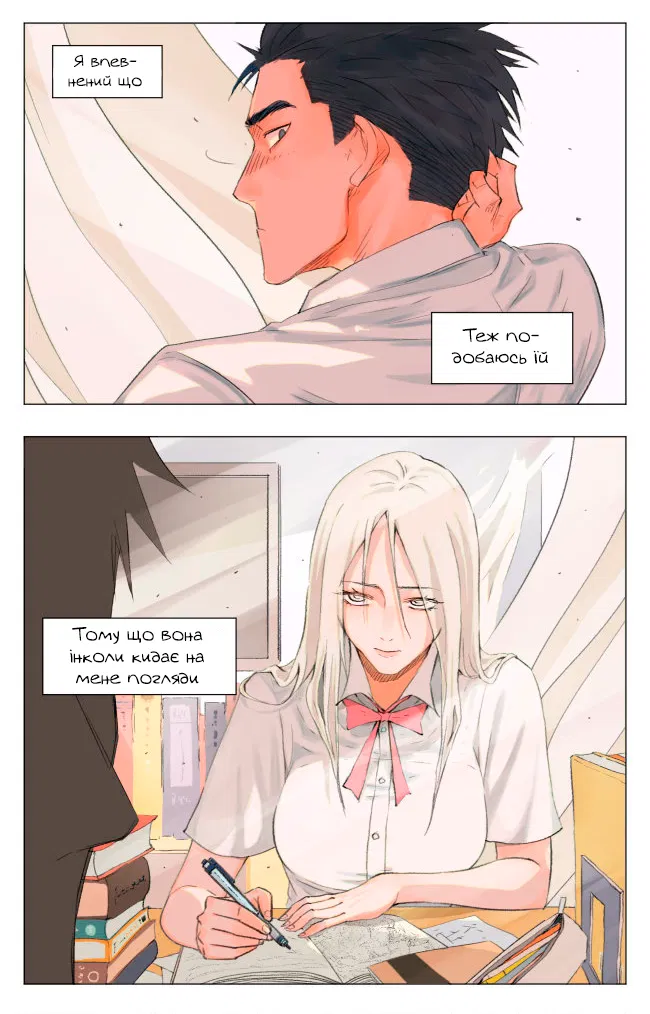 Я впев-
нений що
Теж по-
добаюсь їй
Тому що вона
інколи кидає на
мене погляди